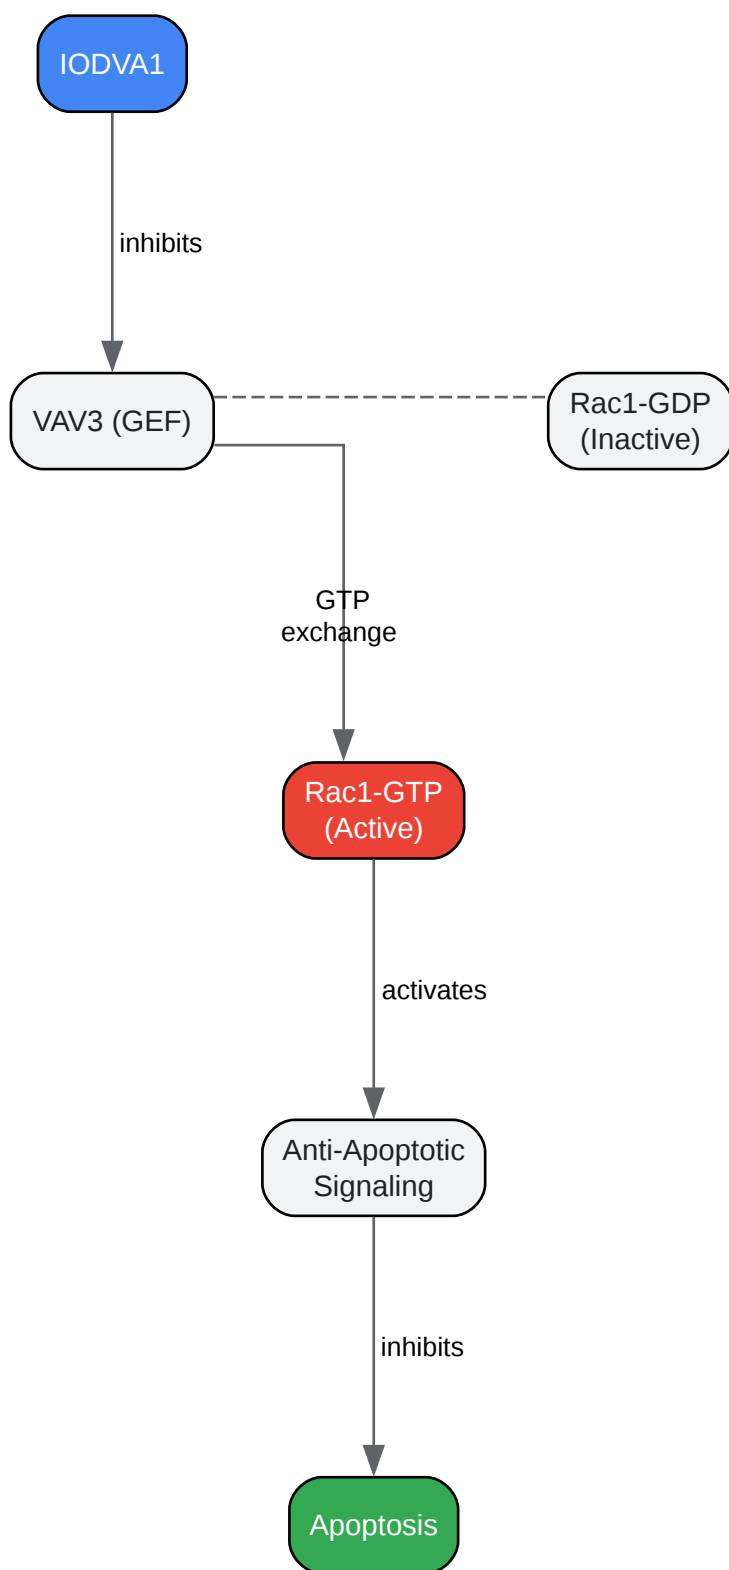 IODVA1
inhibits
VAV3 (GEF)
Rac1-GDP
(Inactive)
GTP
exchange
Rac1-GTP
(Active)
activates
Anti-Apoptotic
Signaling
inhibits
Apoptosis